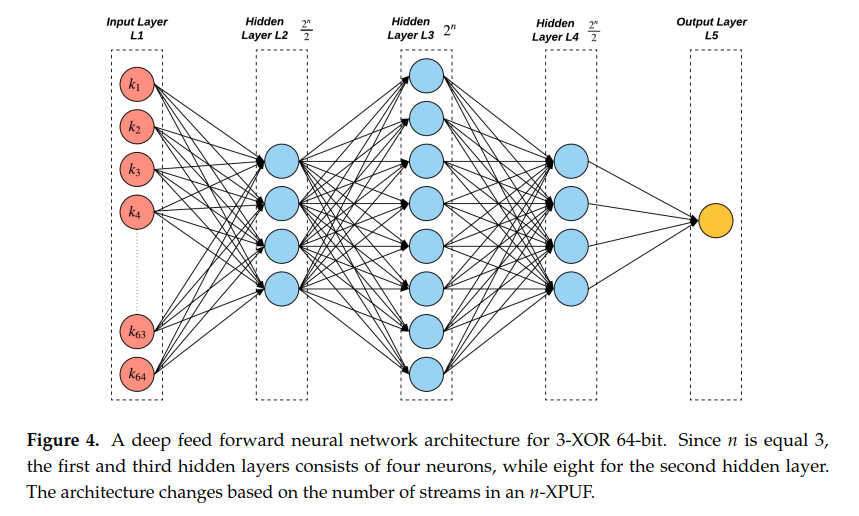 Input Layer L1
Hidden Layer L2 2ⁿ/2
Hidden Layer L3 2ⁿ
Hidden Layer L4 2ⁿ/2
Output Layer L5
k₁
k₂
k₃
k₄
k₆₃
k₆₄
Figure 4. A deep feed forward neural network architecture for 3-XOR 64-bit. Since n is equal 3,
the first and third hidden layers consists of four neurons, while eight for the second hidden layer.
The architecture changes based on the number of streams in an n-XPUF.